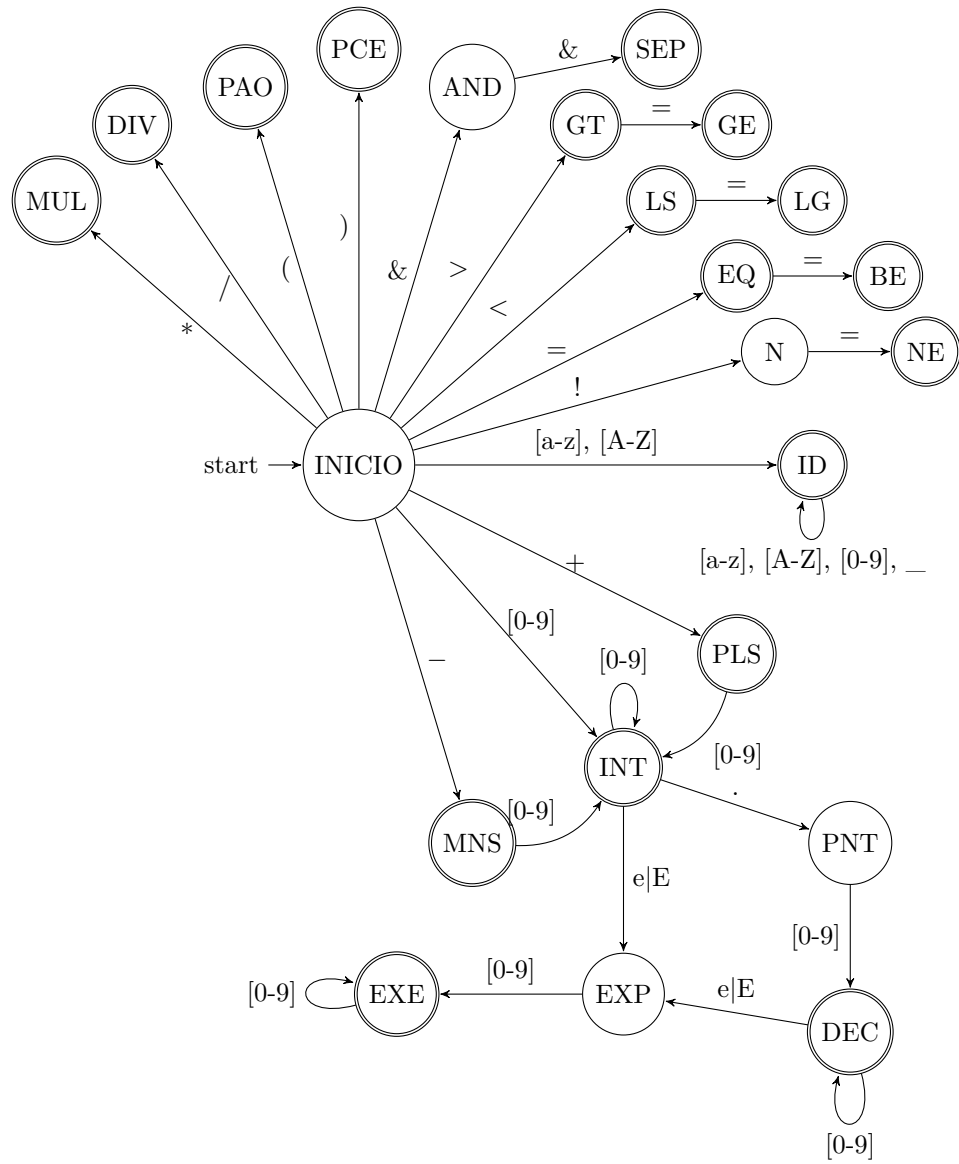 PCE
SEP
&
AND
PAO
=
DIV
GT
GE
=
MUL
LS
LG
)
(
&
>
=
/
<
EQ
BE
*
=
=
!
N
NE
[a-z], [A-Z]
start
INICIO
ID
[a-z], [A-Z], [0-9], _
+
[0-9]
–
[0-9]
PLS
[0-9]
INT
.
[0-9]
MNS
PNT
e|E
[0-9]
[0-9]
e|E
[0-9]
EXE
EXP
DEC
[0-9]